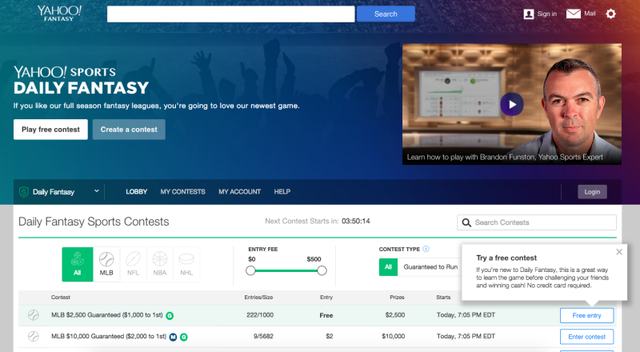 YAHOO!
FANTASY
Search
Sign in
Mail
YAHOO! SPORTS
DAILY FANTASY
If you like our full season fantasy leagues, you're going to love our newest game.
Play free contest
Create a contest
Learn how to play with Brandon Funston, Yahoo Sports Expert
Daily Fantasy
LOBBY
MY CONTESTS
MY ACCOUNT
HELP
Login
Daily Fantasy Sports Contests
Next Contest Starts in: 03:50:14
Search Contests
All
MLB
NFL
NBA
NHL
ENTRY FEE
$0 $500
CONTEST TYPE
All
Guaranteed to Run
Try a free contest
If you're new to Daily Fantasy, this is a great way
to learn the game before challenging your friends
and winning cash! No credit card required.
Contest Entries/Size Entry Prizes Starts
MLB $2,500 Guaranteed ($1,000 to 1st) G 222/1000 Free $2,500 Today, 7:05 PM EDT Free entry
MLB $10,000 Guaranteed ($2,000 to 1st) M G 9/5682 $2 $10,000 Today, 7:05 PM EDT Enter contest